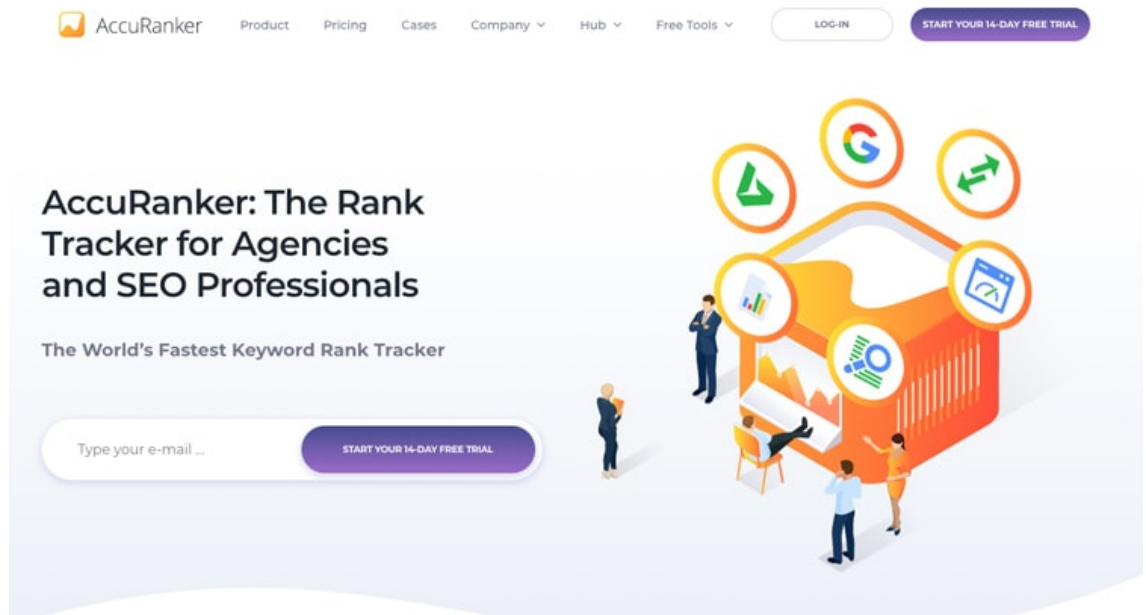 AccuRanker
Product
Pricing
Cases
Company
Hub
Free Tools
LOG-IN
START YOUR 14-DAY FREE TRIAL
AccuRanker: The Rank
Tracker for Agencies
and SEO Professionals
The World's Fastest Keyword Rank Tracker
Type your e-mail ...
START YOUR 14-DAY FREE TRIAL
G